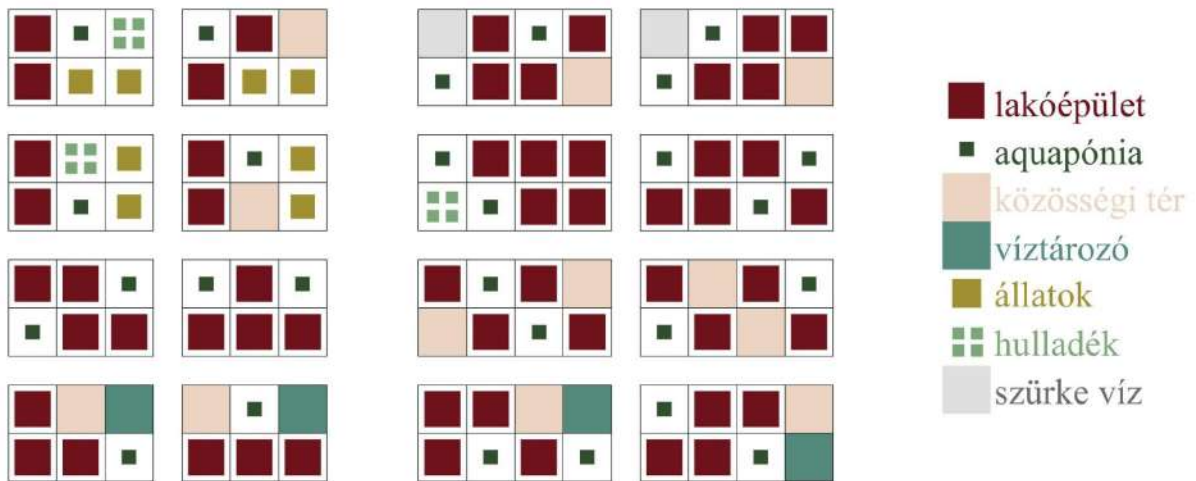 lakóépület
aquapónia
közösségi tér
víztározó
állatok
hulladék
szürke víz